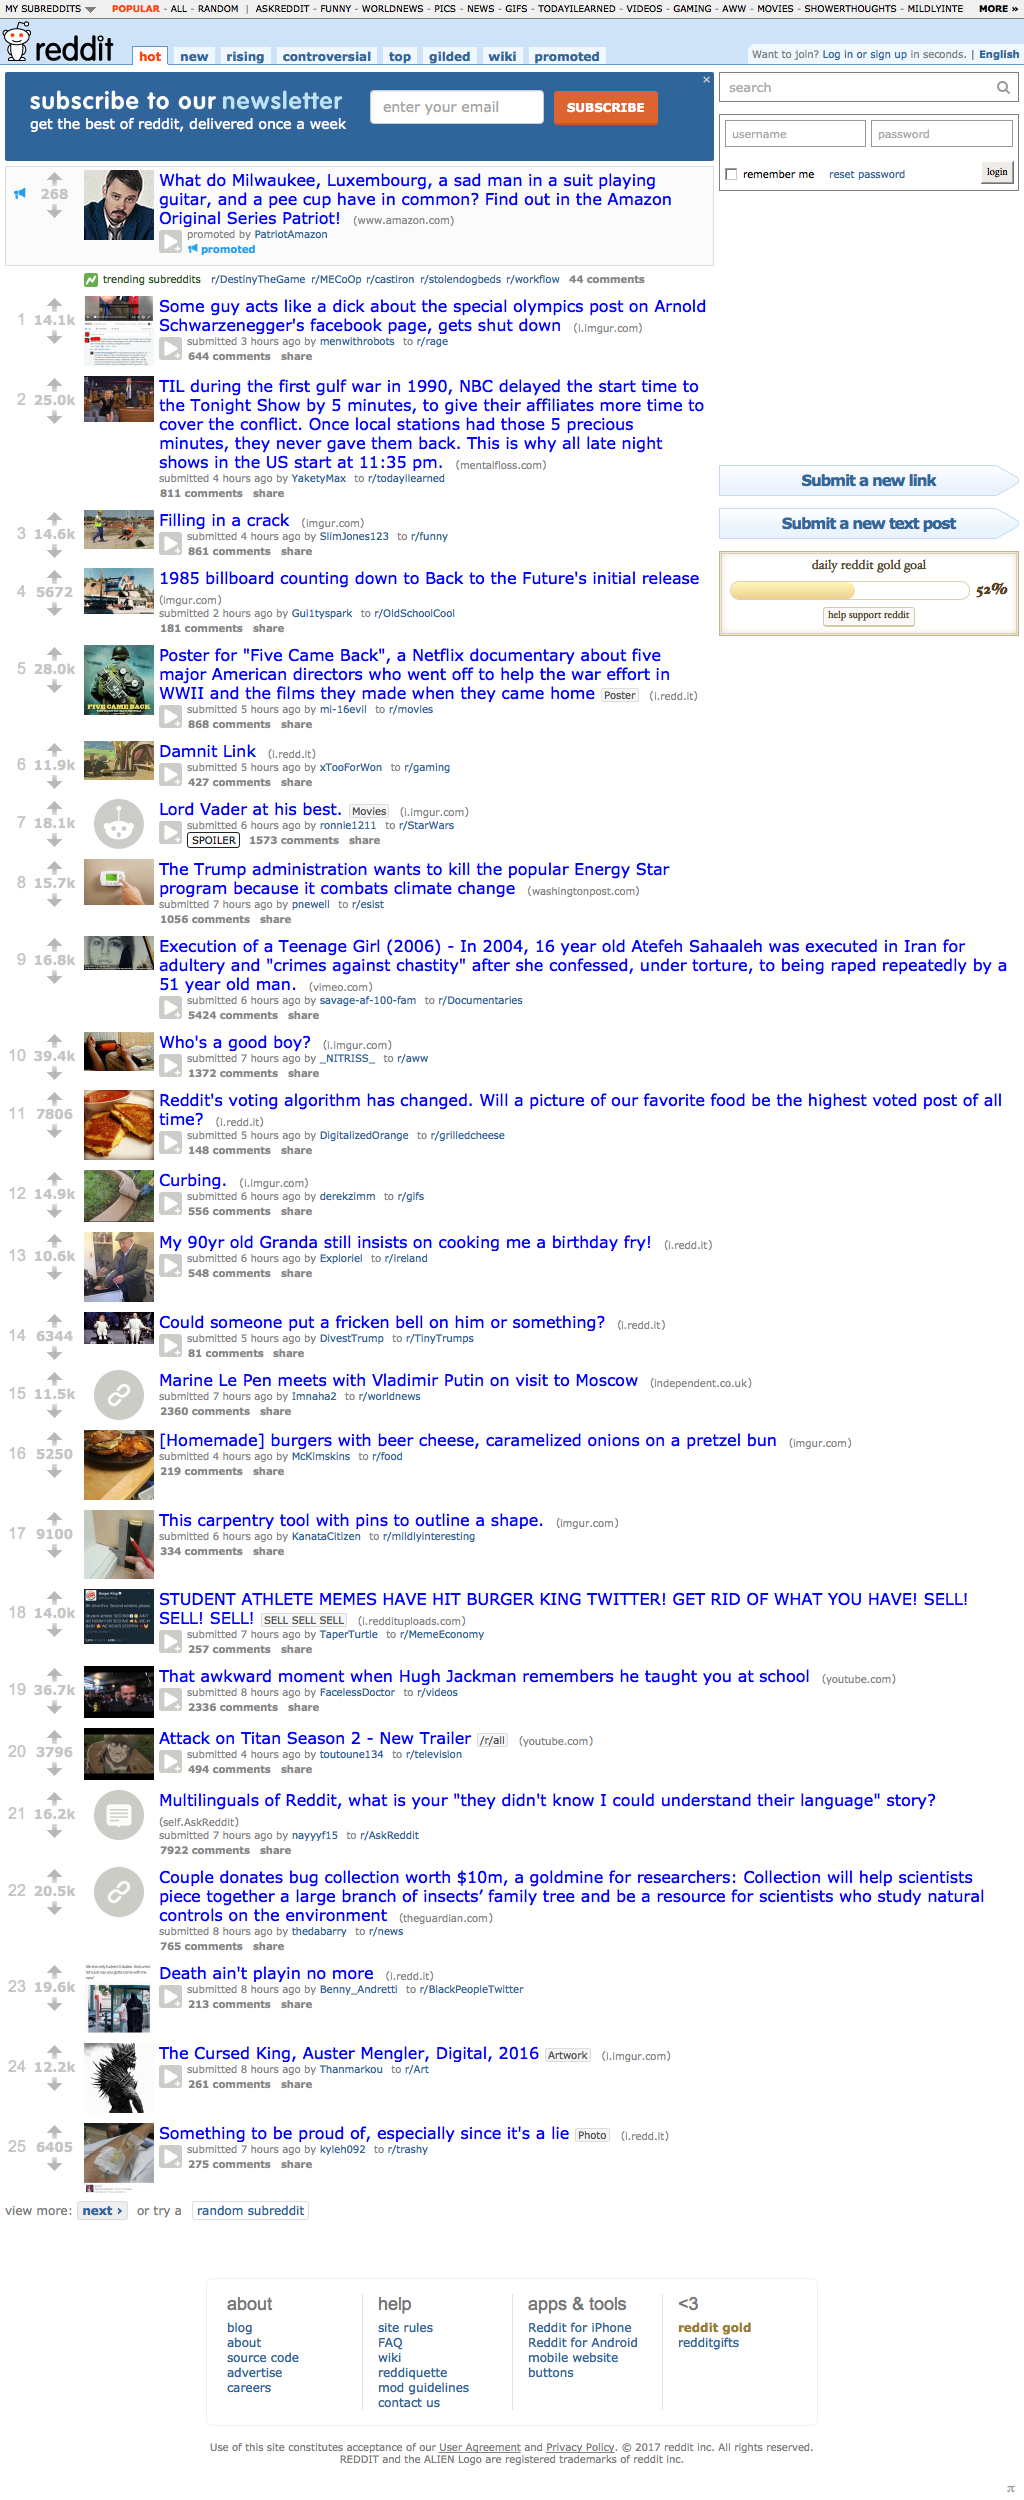 MY SUBREDDITS POPULAR - ALL - RANDOM | ASKREDDIT - FUNNY - WORLDNEWS - PICS - NEWS - GIFS - TODAYILEARNED - VIDEOS - GAMING - AWW - MOVIES - SHOWERTHOUGHTS - MILDLYINTE MORE »
reddit hot new rising controversial top gilded wiki promoted
Want to join? Log in or sign up in seconds. | English
subscribe to our newsletter
get the best of reddit, delivered once a week
enter your email SUBSCRIBE
×
search
username password
remember me reset password login
268
What do Milwaukee, Luxembourg, a sad man in a suit playing
guitar, and a pee cup have in common? Find out in the Amazon
Original Series Patriot! (www.amazon.com)
promoted by PatriotAmazon
promoted
trending subreddits r/DestinyTheGame r/MECoOp r/castiron r/stolendogbeds r/workflow 44 comments
1 14.1k
Some guy acts like a dick about the special olympics post on Arnold
Schwarzenegger's facebook page, gets shut down (i.imgur.com)
submitted 3 hours ago by menwithrobots to r/rage
644 comments share
2 25.0k
TIL during the first gulf war in 1990, NBC delayed the start time to
the Tonight Show by 5 minutes, to give their affiliates more time to
cover the conflict. Once local stations had those 5 precious
minutes, they never gave them back. This is why all late night
shows in the US start at 11:35 pm. (mentalfloss.com)
submitted 4 hours ago by YaketyMax to r/todayilearned
811 comments share
Submit a new link
Submit a new text post
daily reddit gold goal
52%
help support reddit
3 14.6k
Filling in a crack (imgur.com)
submitted 4 hours ago by SlimJones123 to r/funny
861 comments share
4 5672
1985 billboard counting down to Back to the Future's initial release
(imgur.com)
submitted 2 hours ago by Gui1tyspark to r/OldSchoolCool
181 comments share
5 28.0k
FIVE CAME BACK
Poster for "Five Came Back", a Netflix documentary about five
major American directors who went off to help the war effort in
WWII and the films they made when they came home Poster (i.redd.it)
submitted 5 hours ago by mi-16evil to r/movies
868 comments share
6 11.9k
Damnit Link (i.redd.it)
submitted 5 hours ago by xTooForWon to r/gaming
427 comments share
7 18.1k
Lord Vader at his best. Movies (i.imgur.com)
submitted 6 hours ago by ronnie1211 to r/StarWars
SPOILER 1573 comments share
8 15.7k
The Trump administration wants to kill the popular Energy Star
program because it combats climate change (washingtonpost.com)
submitted 7 hours ago by pnewell to r/esist
1056 comments share
9 16.8k
Execution of a Teenage Girl (2006) - In 2004, 16 year old Atefeh Sahaaleh was executed in Iran for
adultery and "crimes against chastity" after she confessed, under torture, to being raped repeatedly by a
51 year old man. (vimeo.com)
submitted 6 hours ago by savage-af-100-fam to r/Documentaries
5424 comments share
10 39.4k
Who's a good boy? (i.imgur.com)
submitted 7 hours ago by _NITRISS_ to r/aww
1372 comments share
11 7806
Reddit's voting algorithm has changed. Will a picture of our favorite food be the highest voted post of all
time? (i.redd.it)
submitted 5 hours ago by DigitalizedOrange to r/grilledcheese
148 comments share
12 14.9k
Curbing. (i.imgur.com)
submitted 6 hours ago by derekzimm to r/gifs
556 comments share
13 10.6k
My 90yr old Granda still insists on cooking me a birthday fry! (i.redd.it)
submitted 6 hours ago by Exploriel to r/ireland
548 comments share
14 6344
Could someone put a fricken bell on him or something? (i.redd.it)
submitted 5 hours ago by DivestTrump to r/TinyTrumps
81 comments share
15 11.5k
Marine Le Pen meets with Vladimir Putin on visit to Moscow (independent.co.uk)
submitted 7 hours ago by Imnaha2 to r/worldnews
2360 comments share
16 5250
[Homemade] burgers with beer cheese, caramelized onions on a pretzel bun (imgur.com)
submitted 4 hours ago by McKimskins to r/food
219 comments share
17 9100
This carpentry tool with pins to outline a shape. (imgur.com)
submitted 6 hours ago by KanataCitizen to r/mildlyinteresting
334 comments share
18 14.0k
STUDENT ATHLETE MEMES HAVE HIT BURGER KING TWITTER! GET RID OF WHAT YOU HAVE! SELL!
SELL! SELL! SELL SELL SELL (i.reddituploads.com)
submitted 7 hours ago by TaperTurtle to r/MemeEconomy
257 comments share
19 36.7k
That awkward moment when Hugh Jackman remembers he taught you at school (youtube.com)
submitted 8 hours ago by FacelessDoctor to r/videos
2336 comments share
20 3796
Attack on Titan Season 2 - New Trailer /r/all (youtube.com)
submitted 4 hours ago by toutoune134 to r/television
494 comments share
21 16.2k
Multilinguals of Reddit, what is your "they didn't know I could understand their language" story?
(self.AskReddit)
submitted 7 hours ago by nayyyf15 to r/AskReddit
7922 comments share
22 20.5k
Couple donates bug collection worth $10m, a goldmine for researchers: Collection will help scientists
piece together a large branch of insects’ family tree and be a resource for scientists who study natural
controls on the environment (theguardian.com)
submitted 8 hours ago by thedabarry to r/news
765 comments share
23 19.6k
Death ain't playin no more (i.redd.it)
submitted 8 hours ago by Benny_Andretti to r/BlackPeopleTwitter
213 comments share
24 12.2k
The Cursed King, Auster Mengler, Digital, 2016 Artwork (i.imgur.com)
submitted 8 hours ago by Thanmarkou to r/Art
261 comments share
25 6405
Something to be proud of, especially since it's a lie Photo (i.redd.it)
submitted 7 hours ago by kyleh092 to r/trashy
275 comments share
view more: next › or try a random subreddit
about
blog
about
source code
advertise
careers
help
site rules
FAQ
wiki
reddiquette
mod guidelines
contact us
apps & tools
Reddit for iPhone
Reddit for Android
mobile website
buttons
<3
reddit gold
redditgifts
Use of this site constitutes acceptance of our User Agreement and Privacy Policy. © 2017 reddit inc. All rights reserved.
REDDIT and the ALIEN Logo are registered trademarks of reddit inc.
π